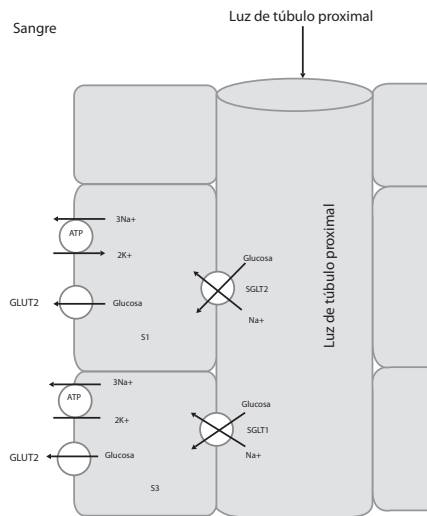 Luz de túbulo proximal
Sangre
Luz de túbulo proximal
3Na+
ATP
2K+
Glucosa
GLUT2
Glucosa
SGLT2
Na+
S1
3Na+
ATP
2K+
Glucosa
SGLT1
GLUT2
Glucosa
Na+
S3